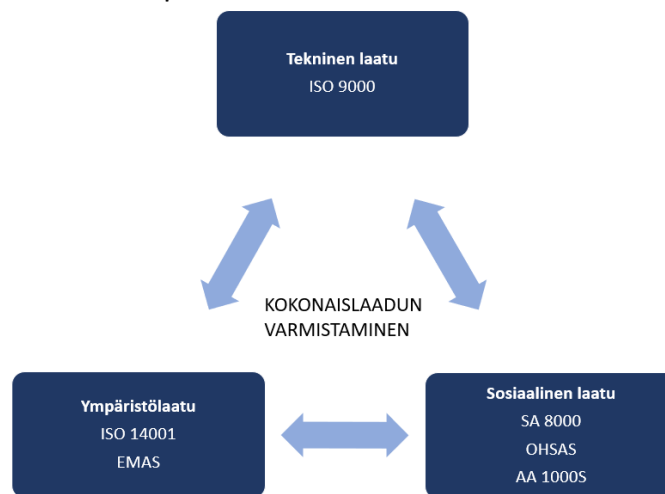 Tekninen laatu
ISO 9000
KOKONAISLAADUN
VARMISTAMINEN
Ympäristölaatu
ISO 14001
EMAS
Sosiaalinen laatu
SA 8000
OHSAS
AA 1000S